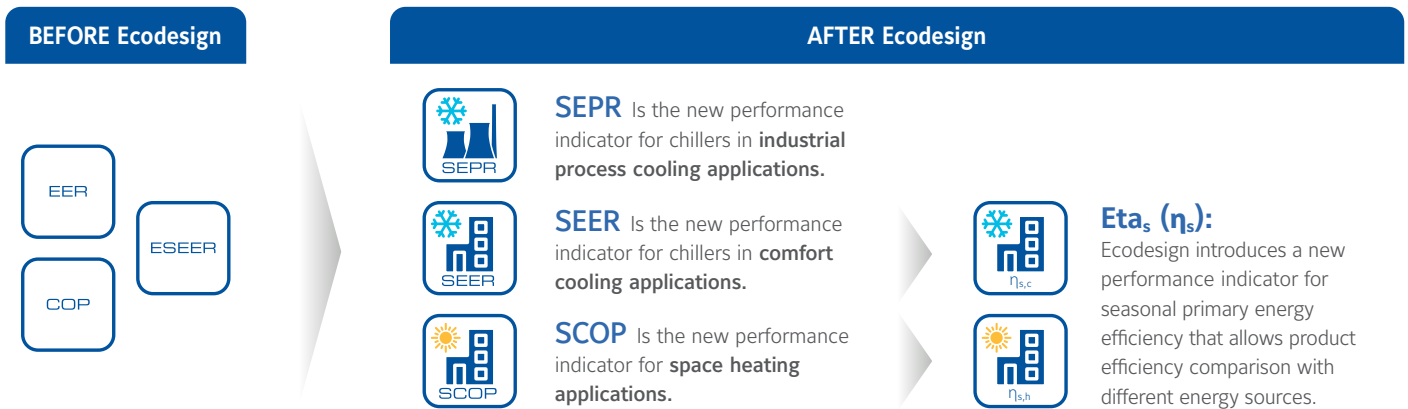 BEFORE Ecodesign
AFTER Ecodesign
EER
ESEER
COP
SEPR
SEPR Is the new performance
indicator for chillers in industrial
process cooling applications.
SEER
SEER Is the new performance
indicator for chillers in comfort
cooling applications.
SCOP
SCOP Is the new performance
indicator for space heating
applications.
ηs,c
ηs,h
Etas (ηs):
Ecodesign introduces a new
performance indicator for
seasonal primary energy
efficiency that allows product
efficiency comparison with
different energy sources.